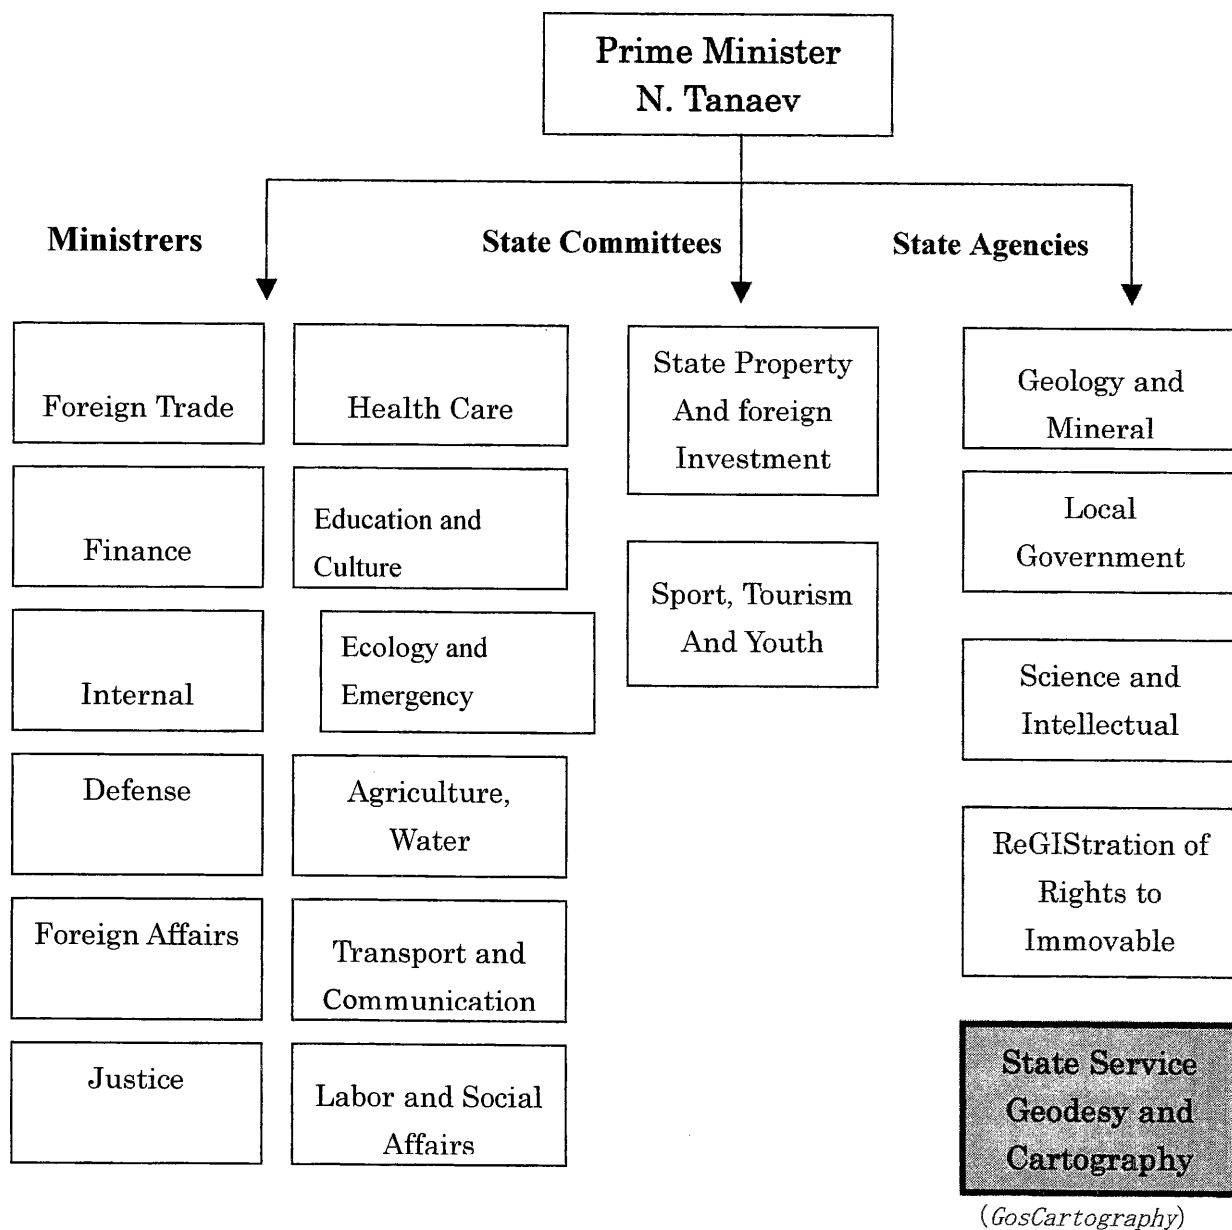 Prime Minister
N. Tanaev
Ministrers
State Committees
State Agencies
Foreign Trade
Finance
Internal
Defense
Foreign Affairs
Justice
Health Care
Education and
Culture
Ecology and
Emergency
Agriculture,
Water
Transport and
Communication
Labor and Social
Affairs
State Property
And foreign
Investment
Sport, Tourism
And Youth
Geology and
Mineral
Local
Government
Science and
Intellectual
ReGIStration of
Rights to
Immovable
State Service
Geodesy and
Cartography
(GosCartography)